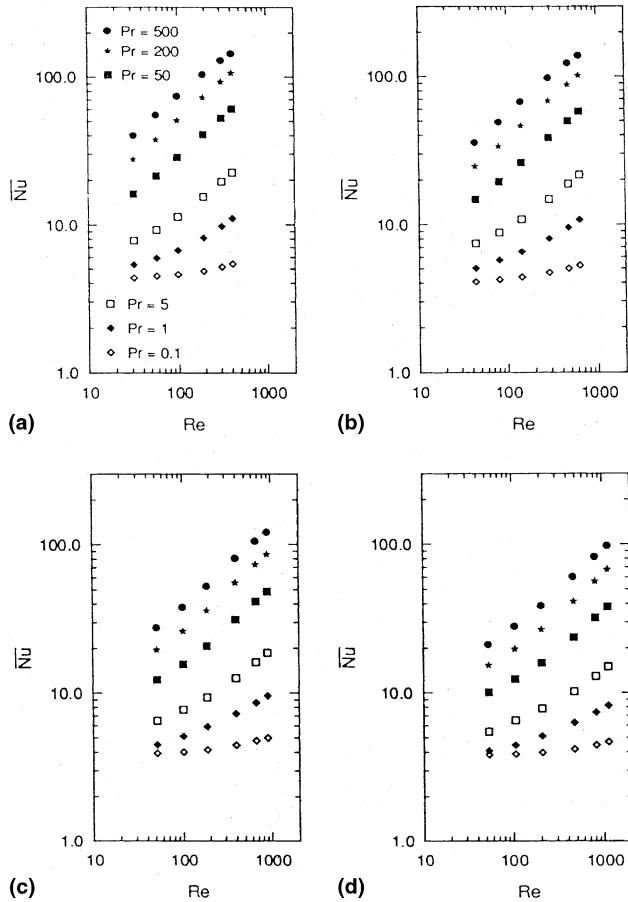 Pr = 500
Pr = 200
Pr = 50
100.0
10.0
1.0
Nu
Pr = 5
Pr = 1
Pr = 0.1
10 100 1000
(a) Re
100.0
10.0
1.0
Nu
10 100 1000
(b) Re
100.0
10.0
1.0
Nu
10 100 1000
(c) Re
100.0
10.0
1.0
Nu
10 100 1000
(d) Re